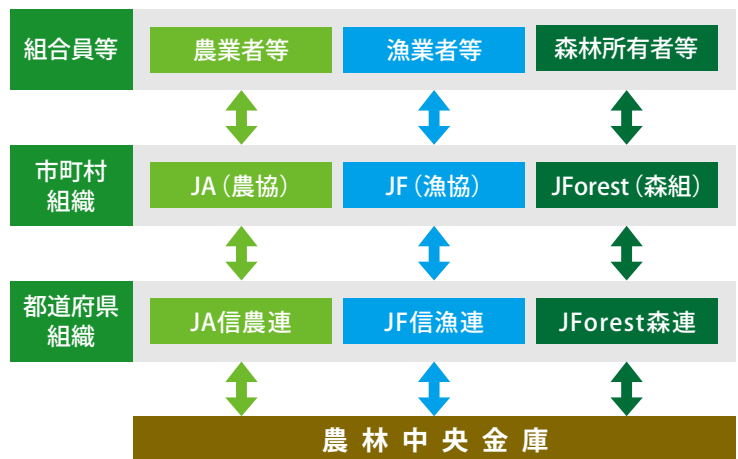 組合員等
農業者等
漁業者等
森林所有者等
市町村
組織
JA（農協）
JF（漁協）
JForest（森組）
都道府県
組織
JA信農連
JF信漁連
JForest森連
農林中央金庫